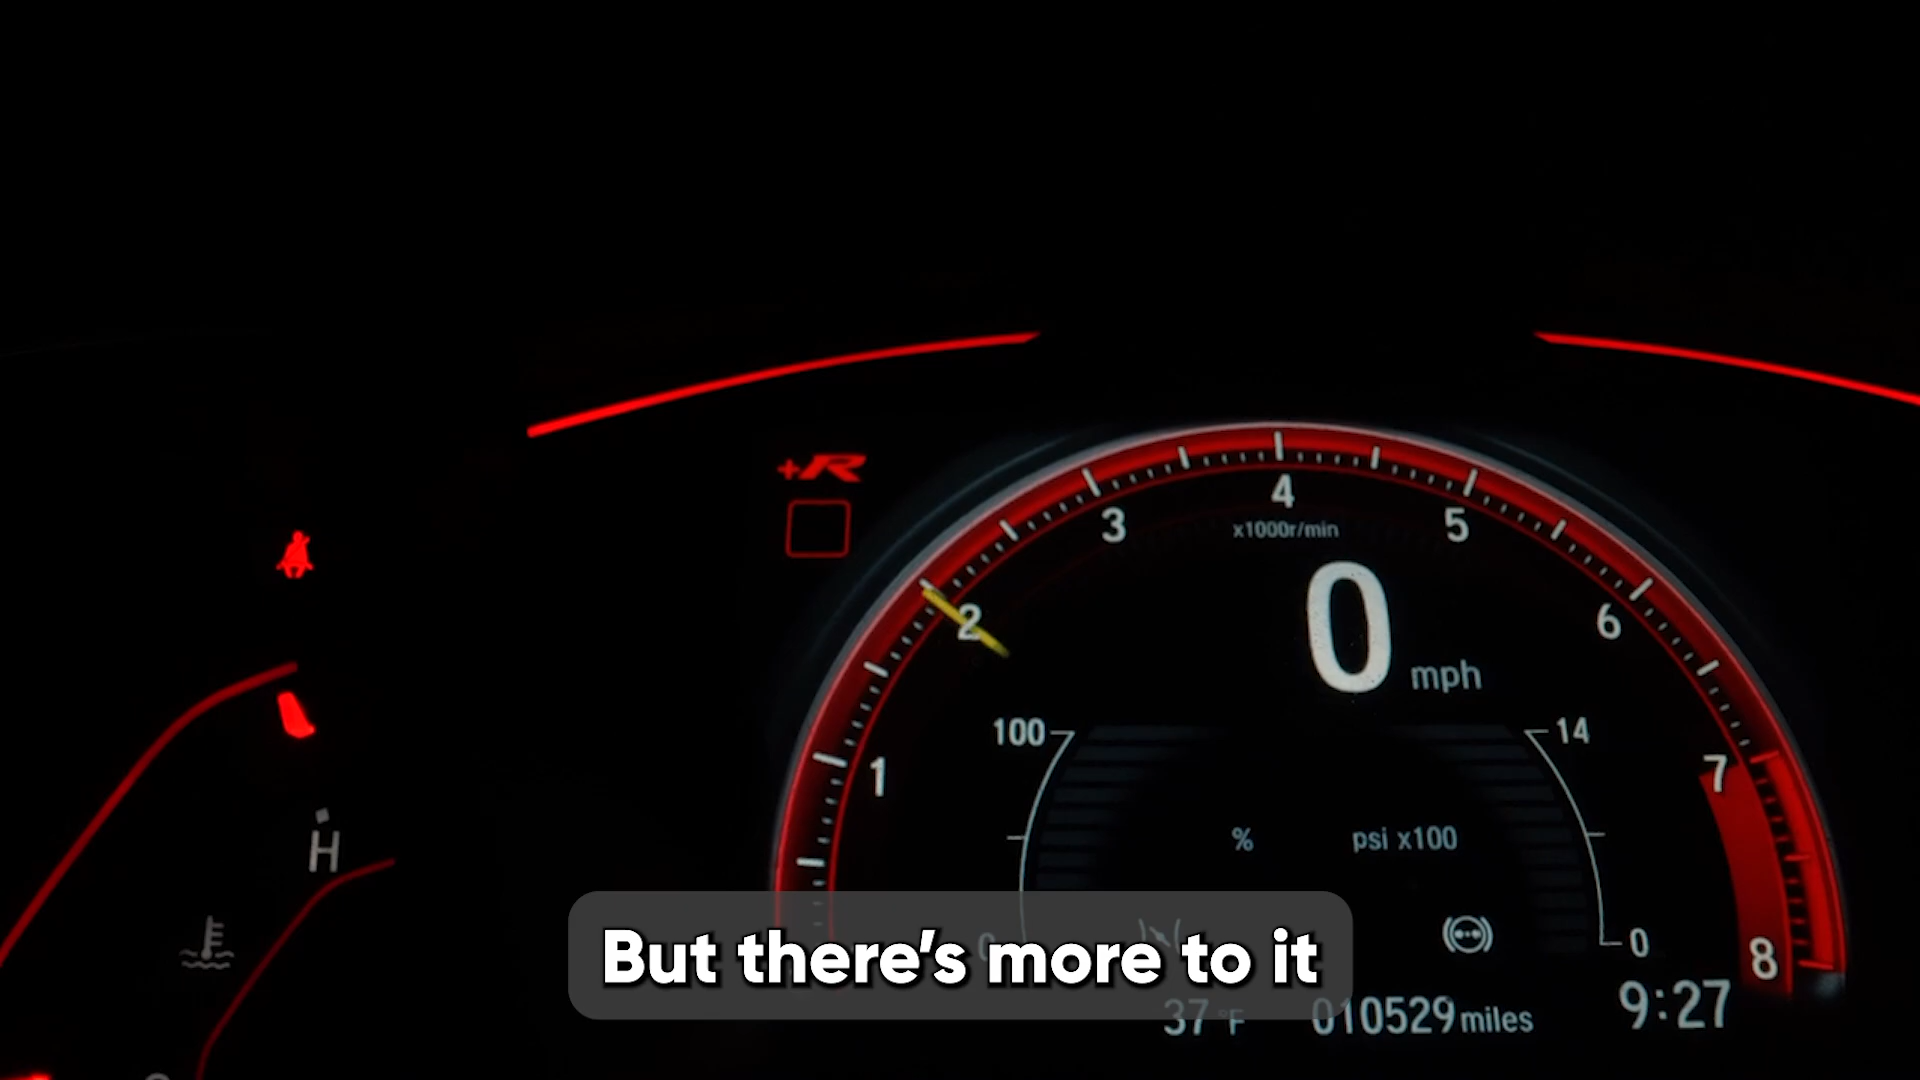 +R
4
3
5
x1000r/min
2
0 mph
6
100
14
1
7
% psi x100
H
0
8
But there's more to it
37°F 010529 miles 9:27